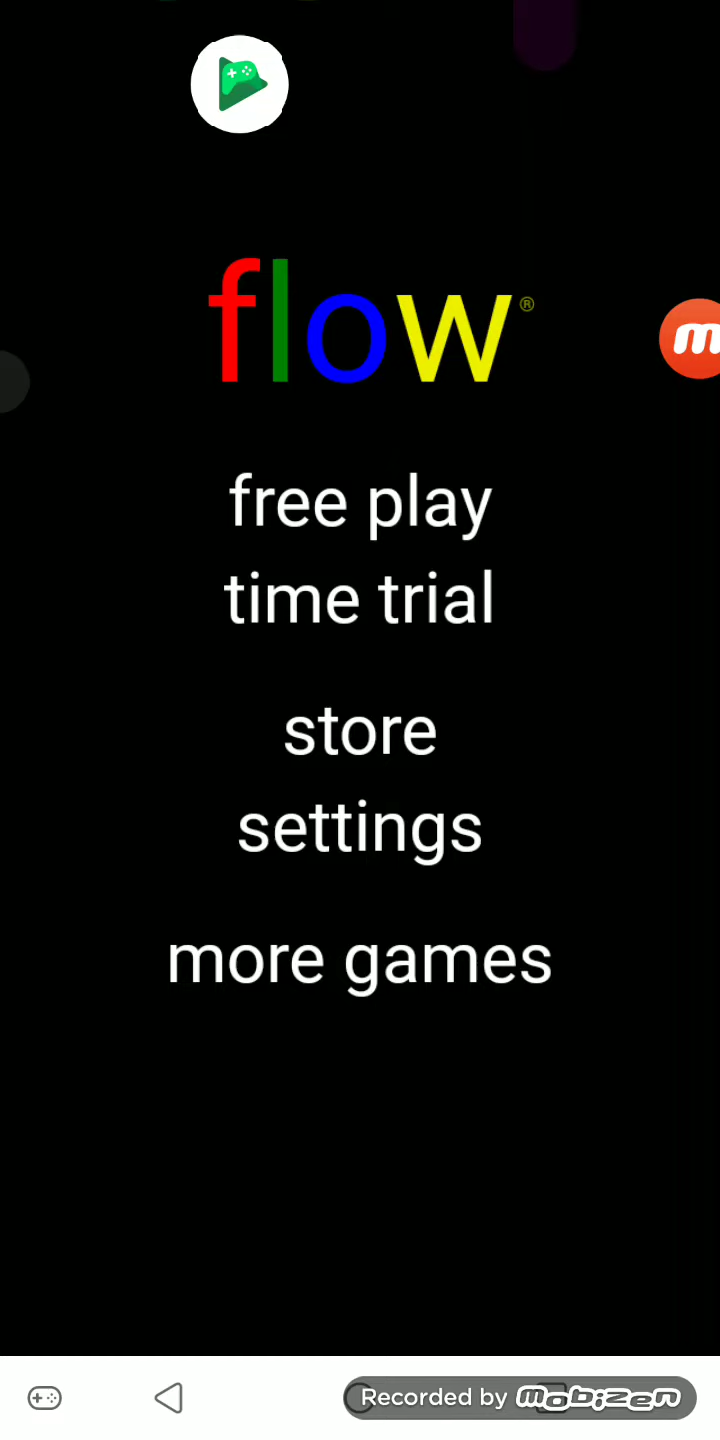 flow®
m
free play
time trial
store
settings
more games
Recorded by mobizen